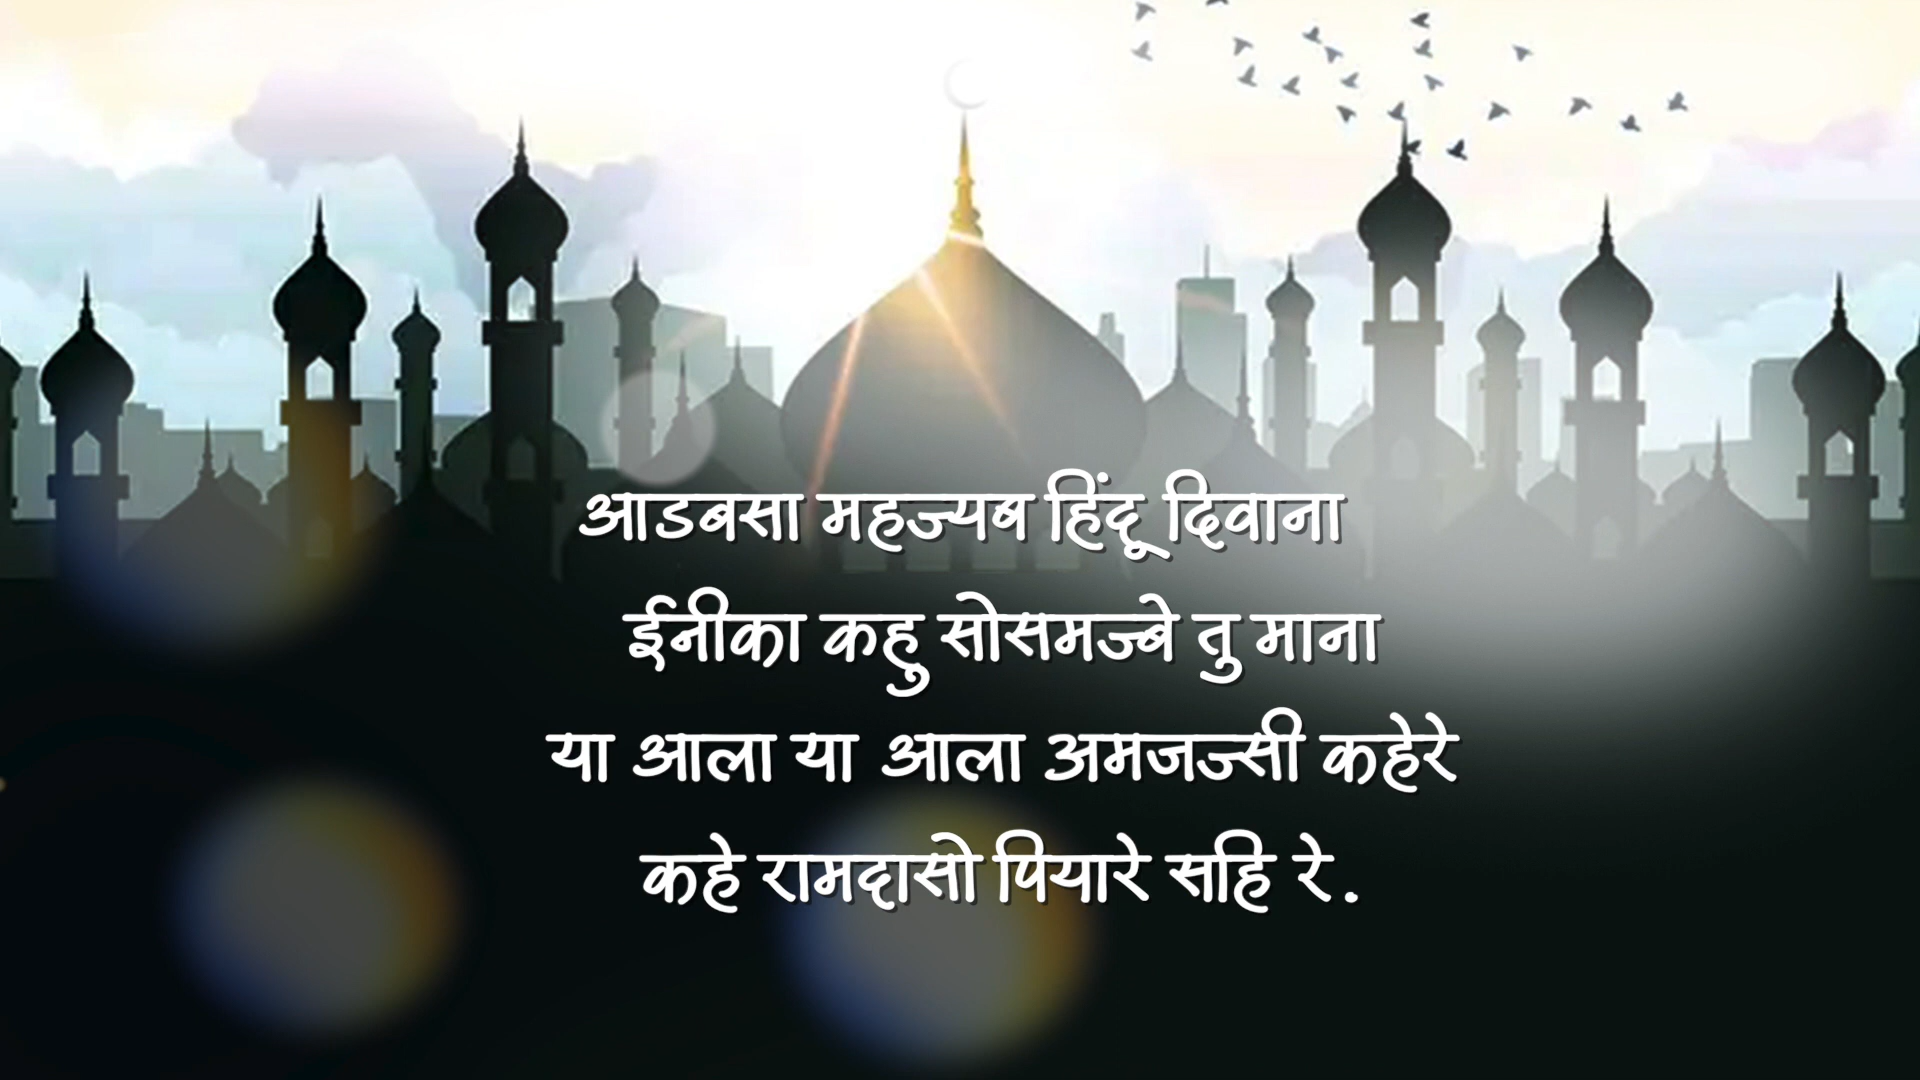 आडबसा महज्यब हिंदू दिवाना
ईनीका कहु सोसमज्बे तु माना
या आला या आला अमजज्सी कहेरे
कहे रामदासो पियारे सहि रे.